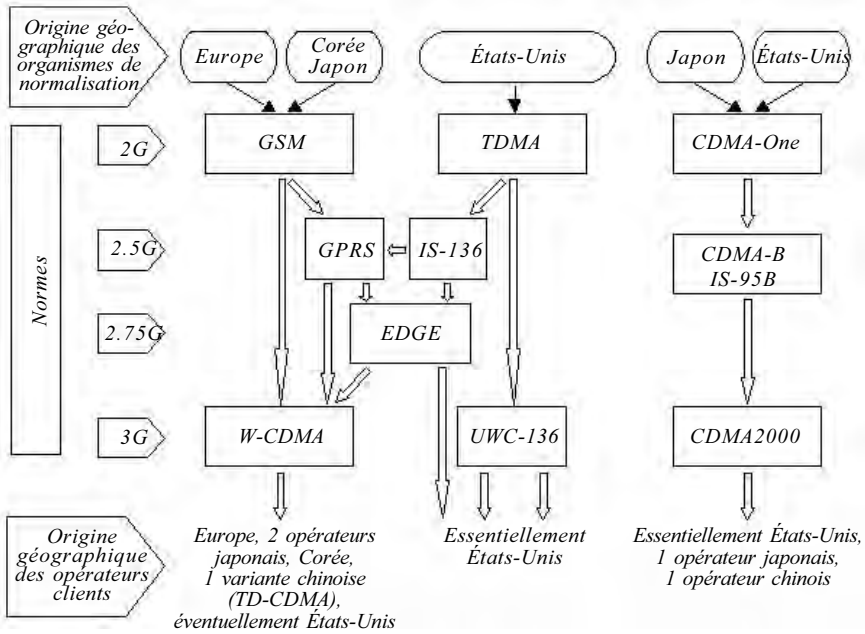 Origine géo-
ographique des
organismes de
normalisation
Europe
Corée
Japon
États-Unis
Japon
États-Unis
Normes
2G
GSM
TDMA
CDMA-One
2.5G
GPRS
IS-136
CDMA-B
IS-95B
2.75G
EDGE
3G
W-CDMA
UWC-136
CDMA2000
Origine
géographique
des opérateurs
clients
Europe, 2 opérateurs
japonais, Corée,
1 variante chinoise
(TD-CDMA),
éventuellement États-Unis
Essentiellement
États-Unis
Essentiellement États-Unis,
1 opérateur japonais,
1 opérateur chinois